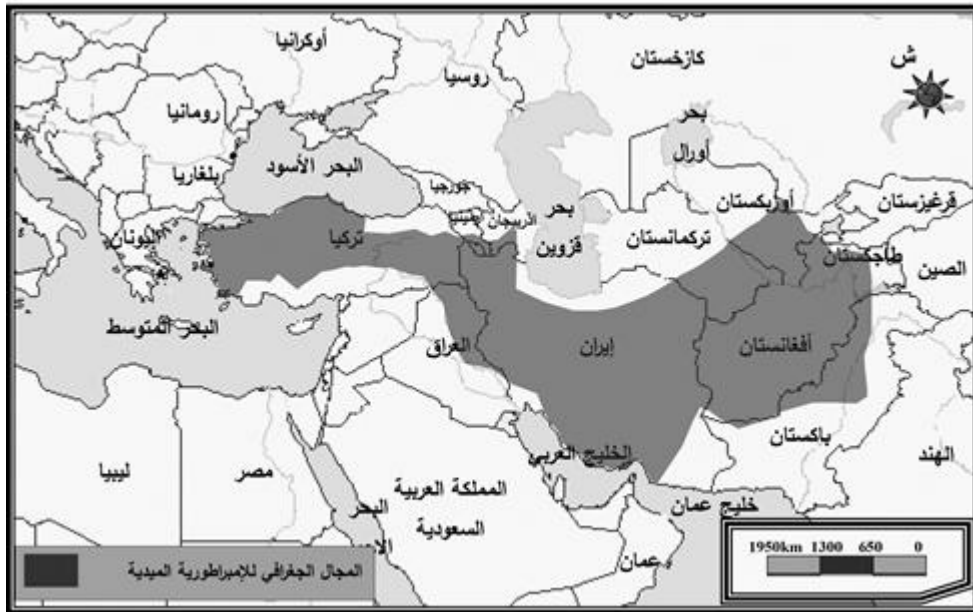 أوكرانيا
كازخستان
ش
روسيا
رومانيا
بحر
أورال
البحر الأسود
بلغاريا
جورجيا
قرغيزستان
أوزبكستان
بحر
قزوين
اليونان
تركيا
أذربيجان
تركمانستان
طاجكستان
الصين
البحر المتوسط
العراق
إيران
أفغانستان
باكستان
الهند
الخليج العربي
ليبيا
مصر
المملكة العربية
السعودية
البحر
خليج عمان
عمان
1950km 1300 650 0
المجال الجغرافي للإمبراطورية الميدية